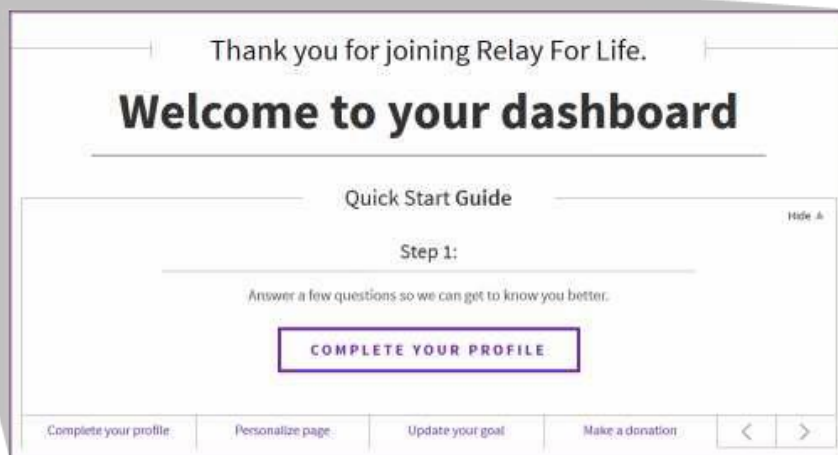 Thank you for joining Relay For Life.
Welcome to your dashboard
Quick Start Guide
Hide
Step 1:
Answer a few questions so we can get to know you better.
COMPLETE YOUR PROFILE
Complete your profile
Personalize page
Update your goal
Make a donation